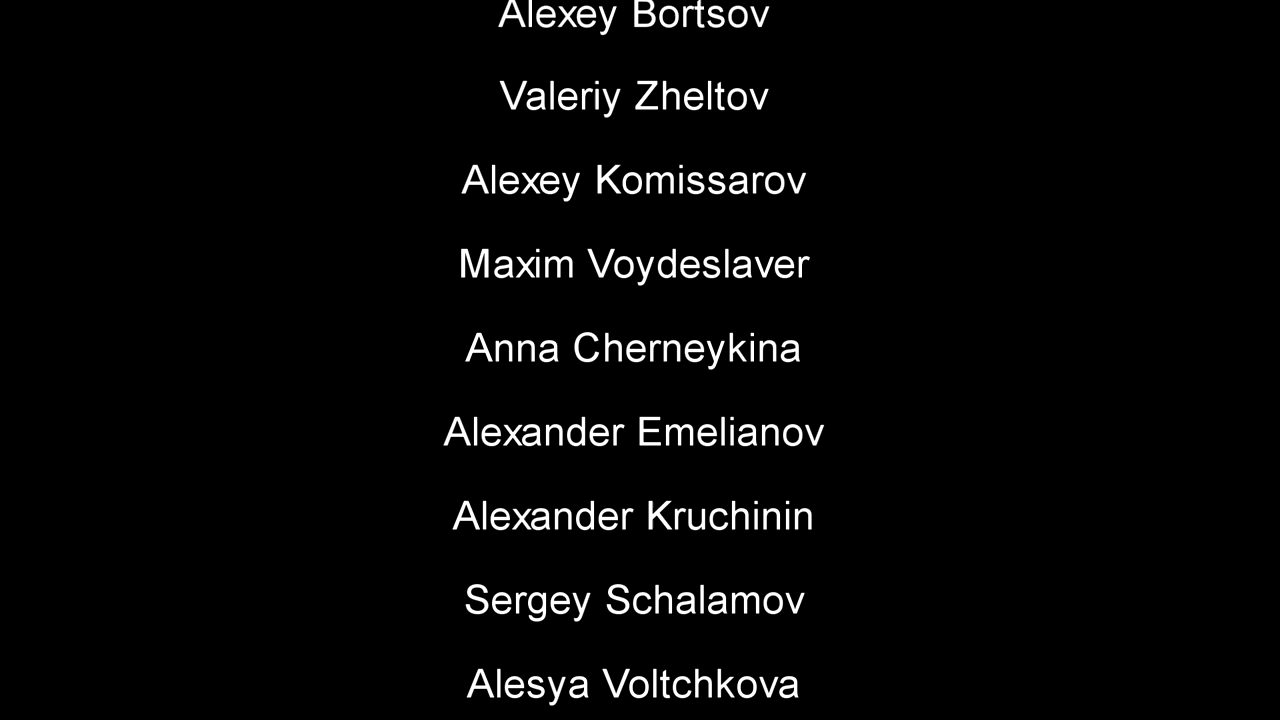 Alexey Bortsov
Valeriy Zheltov
Alexey Komissarov
Maxim Voydeslaver
Anna Cherneykina
Alexander Emelianov
Alexander Kruchinin
Sergey Schalamov
Alesya Voltchkova